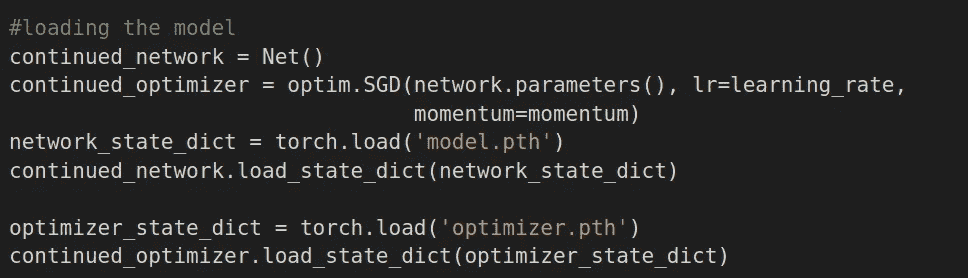 #loading the model
continued_network = Net()
continued_optimizer = optim.SGD(network.parameters(), lr=learning_rate,
                                momentum=momentum)
network_state_dict = torch.load('model.pth')
continued_network.load_state_dict(network_state_dict)

optimizer_state_dict = torch.load('optimizer.pth')
continued_optimizer.load_state_dict(optimizer_state_dict)